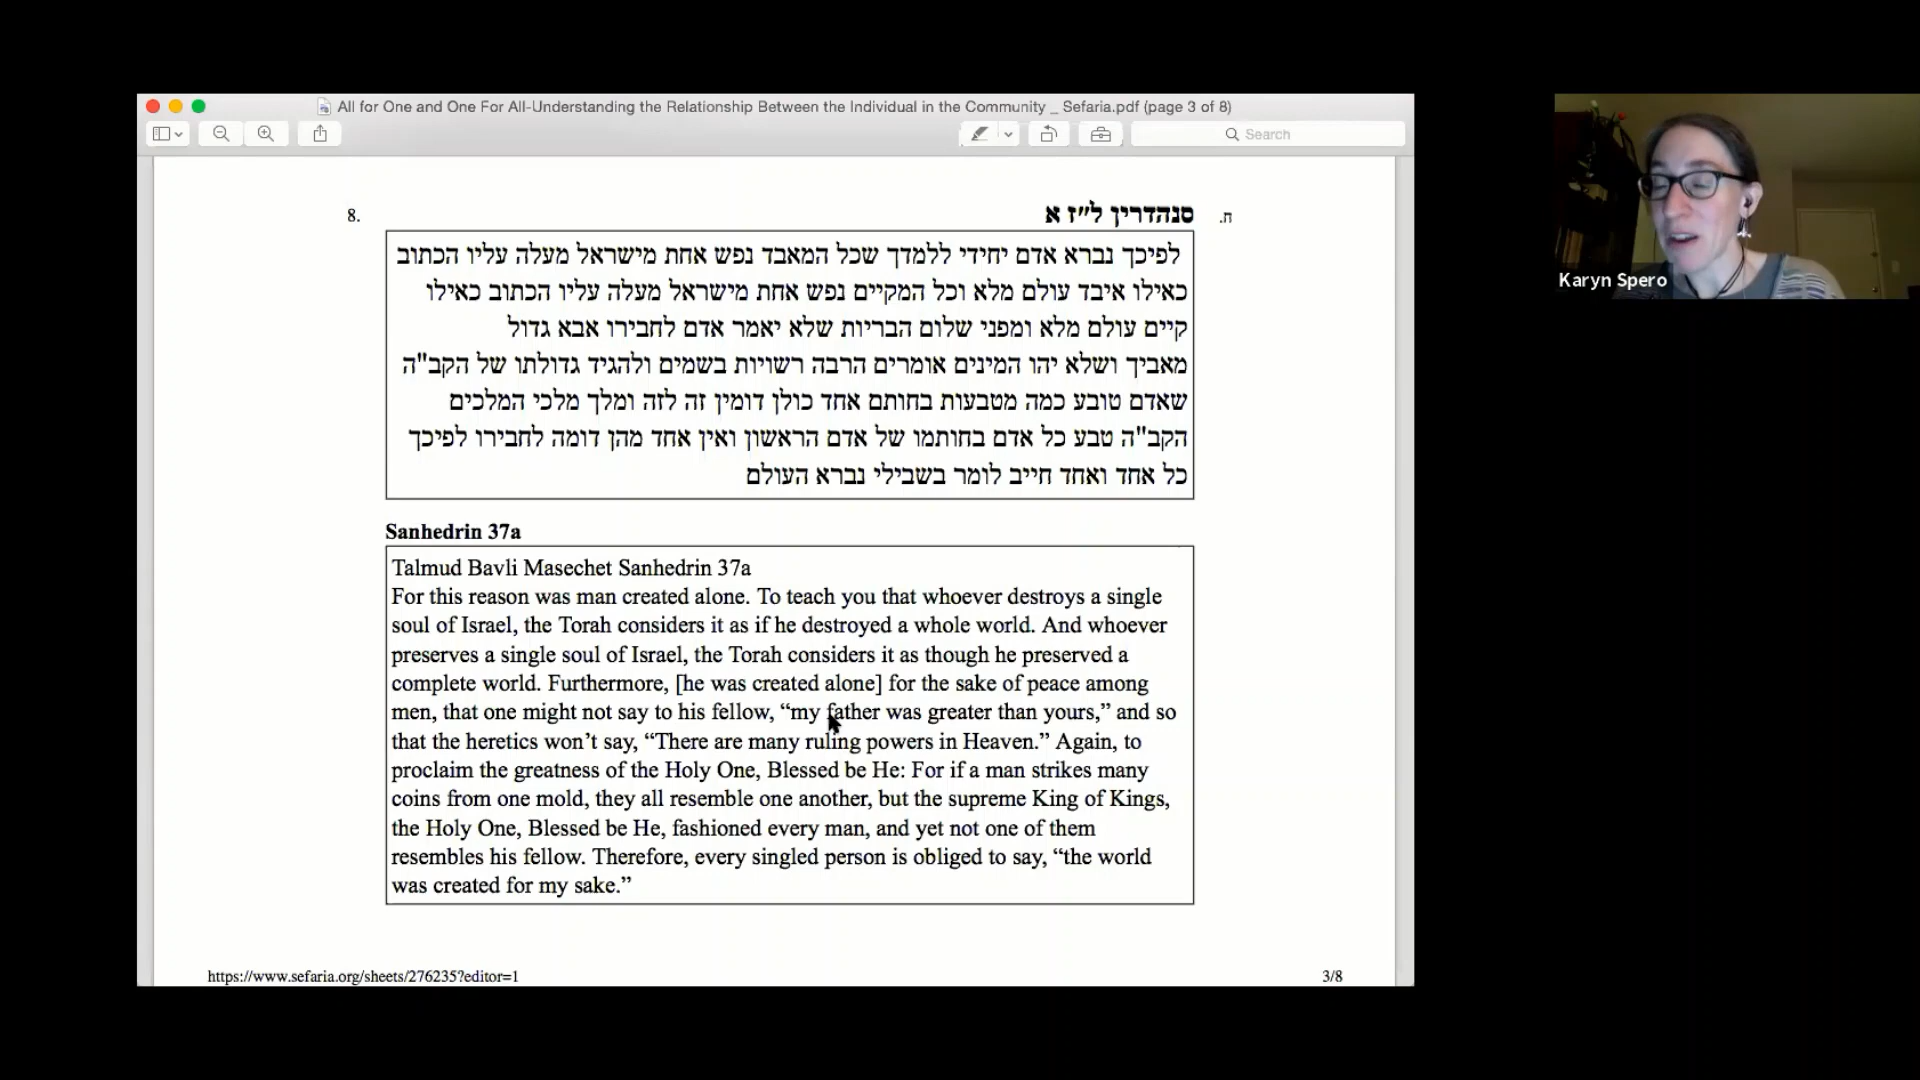 All for One and One For All-Understanding the Relationship Between the Individual in the Community _ Sefaria.pdf (page 3 of 8)
Search
8.
סנהדרין ל״ז א
ח.
לפיכך נברא אדם יחידי ללמדך שכל המאבד נפש אחת מישראל מעלה עליו הכתוב
כאילו איבד עולם מלא וכל המקיים נפש אחת מישראל מעלה עליו הכתוב כאילו
קיים עולם מלא ומפני שלום הבריות שלא יאמר אדם לחבירו אבא גדול
מאביך ושלא יהו המינים אומרים הרבה רשויות בשמים ולהגיד גדולתו של הקב"ה
שאדם טובע כמה מטבעות בחותם אחד כולן דומין זה לזה ומלך מלכי המלכים
הקב"ה טבע כל אדם בחותמו של אדם הראשון ואין אחד מהן דומה לחבירו לפיכך
כל אחד ואחד חייב לומר בשבילי נברא העולם
Sanhedrin 37a
Talmud Bavli Masechet Sanhedrin 37a
For this reason was man created alone. To teach you that whoever destroys a single
soul of Israel, the Torah considers it as if he destroyed a whole world. And whoever
preserves a single soul of Israel, the Torah considers it as though he preserved a
complete world. Furthermore, [he was created alone] for the sake of peace among
men, that one might not say to his fellow, “my father was greater than yours,” and so
that the heretics won’t say, “There are many ruling powers in Heaven.” Again, to
proclaim the greatness of the Holy One, Blessed be He: For if a man strikes many
coins from one mold, they all resemble one another, but the supreme King of Kings,
the Holy One, Blessed be He, fashioned every man, and yet not one of them
resembles his fellow. Therefore, every singled person is obliged to say, “the world
was created for my sake.”
https://www.sefaria.org/sheets/276235?editor=1
3/8
Karyn Spero